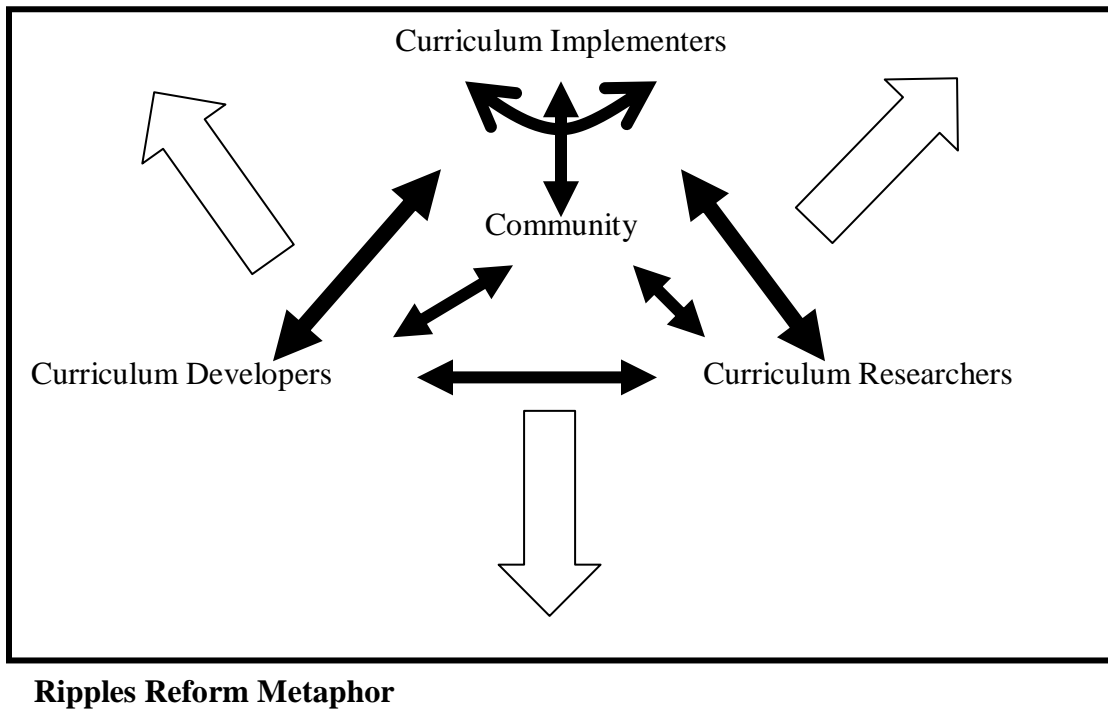 Curriculum Implementers
Community
Curriculum Developers
Curriculum Researchers
Ripples Reform Metaphor